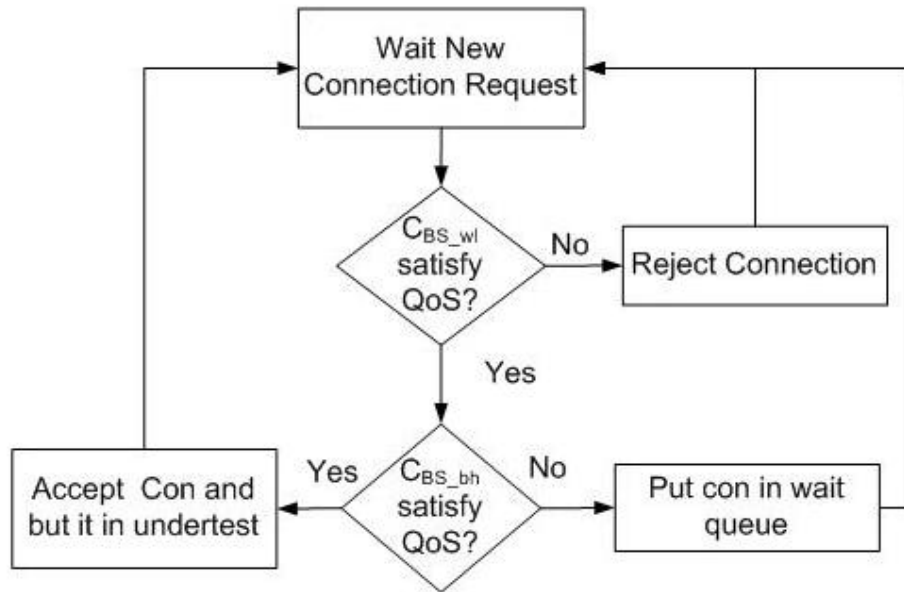 Wait New
Connection Request
C_BS_wl
satisfy
QoS?
No
Reject Connection
Yes
Yes
C_BS_bh
satisfy
QoS?
No
Accept Con and
but it in undertest
Put con in wait
queue